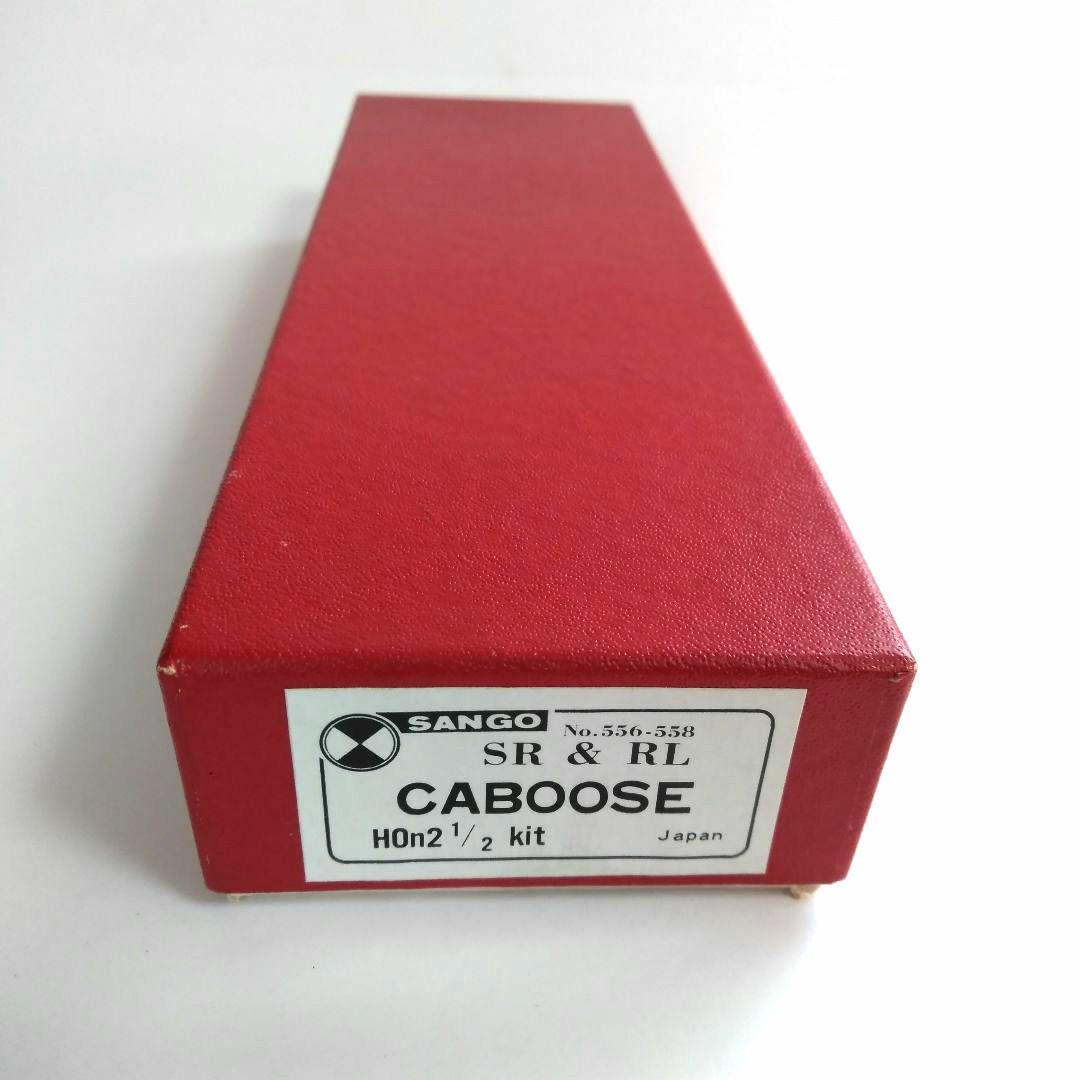 SANGO No.556-558
SR & RL
CABOOSE
HOn2 1/2 kit Japan